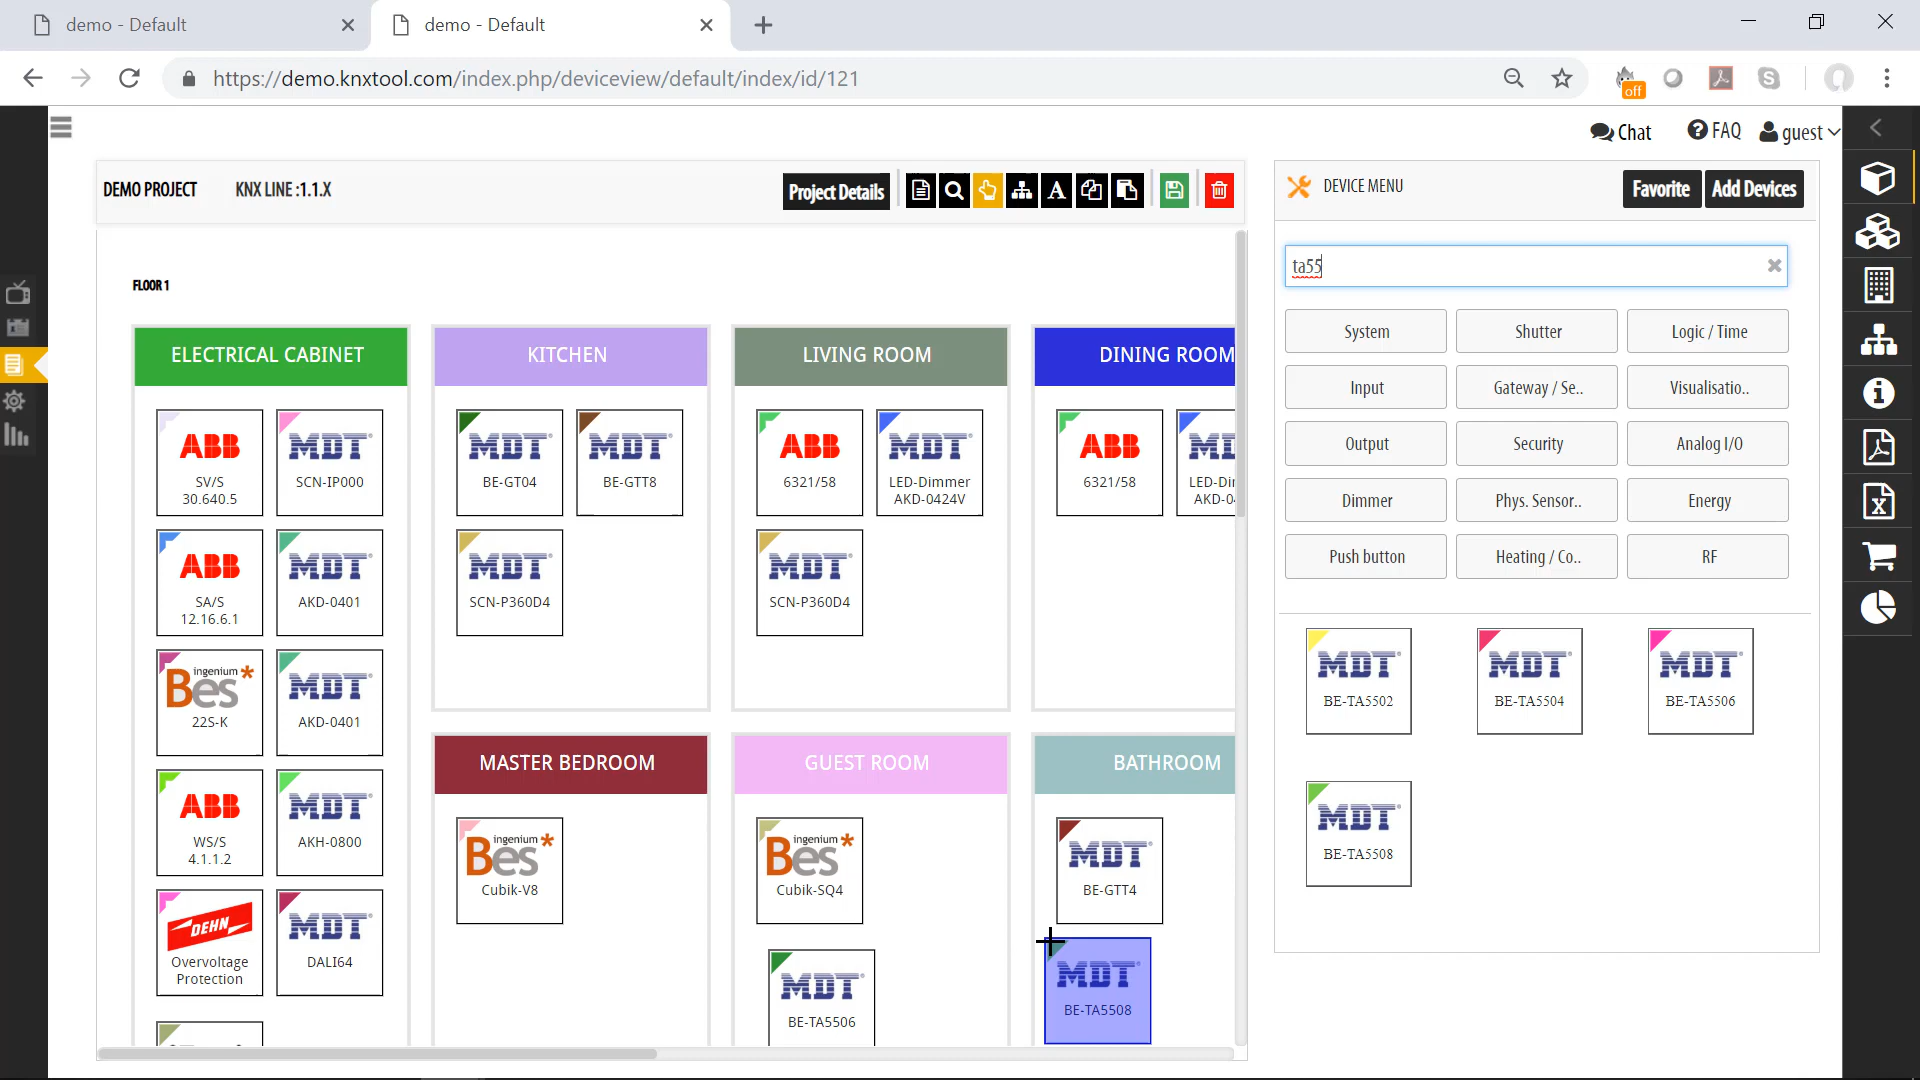 demo - Default
demo - Default
https://demo.knxtool.com/index.php/deviceview/default/index/id/121
off
Chat
FAQ
guest
DEMO PROJECT
KNX LINE :1.1.X
Project Details
A
DEVICE MENU
Favorite
Add Devices
ta55
FLOOR 1
ELECTRICAL CABINET
KITCHEN
LIVING ROOM
DINING ROOM
System
Shutter
Logic / Time
Input
Gateway / Se..
Visualisatio..
Output
Security
Analog I/O
Dimmer
Phys. Sensor..
Energy
Push button
Heating / Co..
RF
ABB
SV/S
30.640.5
MDT
SCN-IP000
MDT
BE-GT04
MDT
BE-GTT8
ABB
6321/58
MDT
LED-Dimmer
AKD-0424V
ABB
6321/58
ABB
SA/S
12.16.6.1
MDT
AKD-0401
MDT
SCN-P360D4
MDT
SCN-P360D4
ingenium
Bes
22S-K
MDT
AKD-0401
MDT
BE-TA5502
MDT
BE-TA5504
MDT
BE-TA5506
MASTER BEDROOM
GUEST ROOM
BATHROOM
ABB
WS/S
4.1.1.2
MDT
AKH-0800
ingenium
Bes
Cubik-V8
ingenium
Bes
Cubik-SQ4
MDT
BE-GTT4
MDT
BE-TA5508
DEHN
Overvoltage
Protection
MDT
DALI64
MDT
BE-TA5506
MDT
BE-TA5508